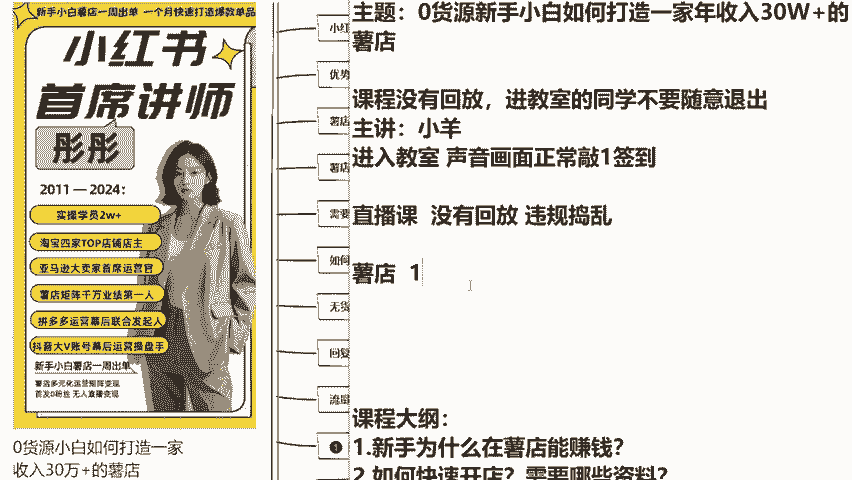 新手小白薯店一周出单 一个月快速打造爆款单品
小红书
首席讲师
彤彤
2011 — 2024：
实操学员2w+
淘宝四家TOP店铺店主
亚马逊大卖家首席运营官
薯店矩阵千万业绩第一人
拼多多运营幕后联合发起人
抖音大V账号幕后运营操盘手
新手小白薯店一周出单
薯店多元化运营矩阵变现
首发0粉丝 无人直播变现
0货源小白如何打造一家
收入30万+的薯店
小红
优势
薯店
薯店
需要
如何
无货
回复
流量
主题：0货源新手小白如何打造一家年收入30W+的
薯店
课程没有回放，进教室的同学不要随意退出
主讲：小羊
进入教室 声音画面正常敲1签到
直播课 没有回放 违规捣乱
薯店 1
课程大纲：
1.新手为什么在薯店能赚钱？
2.如何快速开店？需要哪些资料？